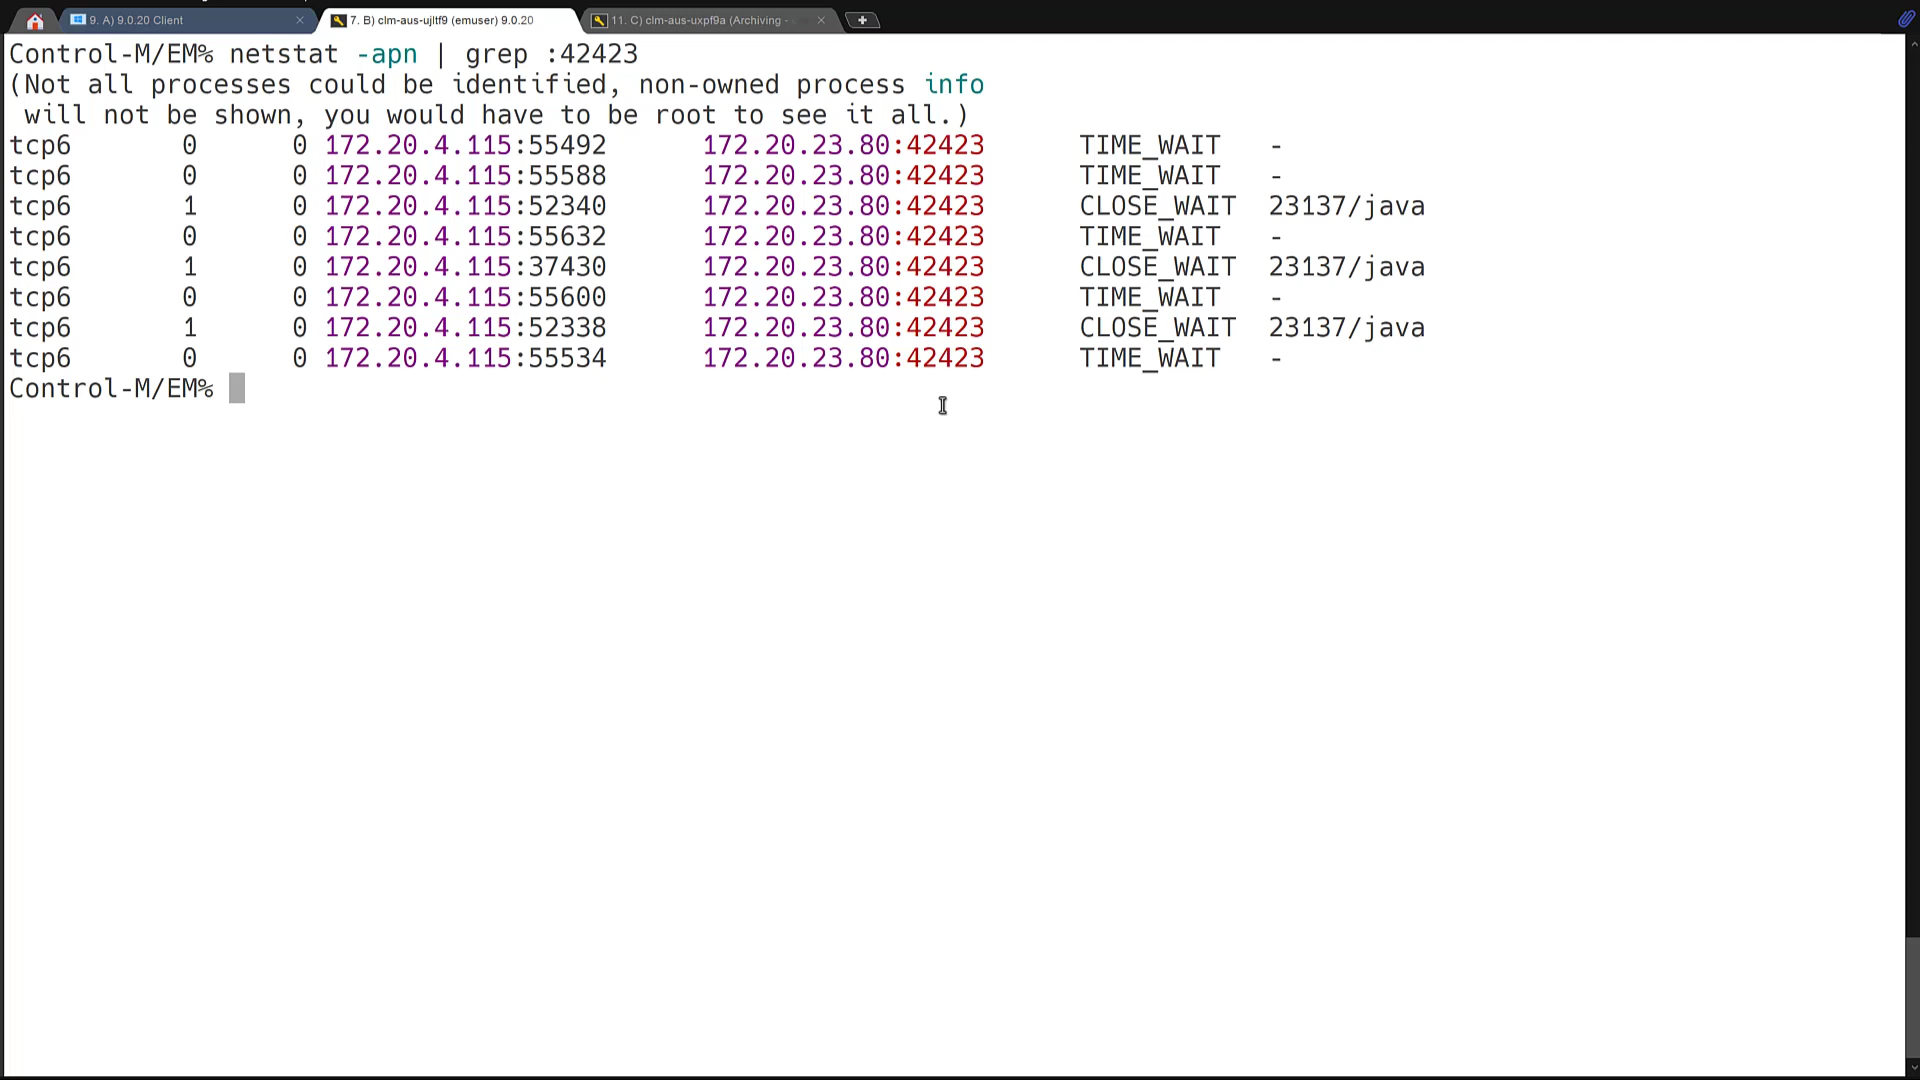 9. A) 9.0.20 Client
7. B) clm-aus-ujltf9 (emuser) 9.0.20
11. C) clm-aus-uxpf9a (Archiving -
Control-M/EM% netstat -apn | grep :42423
(Not all processes could be identified, non-owned process info
will not be shown, you would have to be root to see it all.)
tcp6 0 0 172.20.4.115:55492 172.20.23.80:42423 TIME_WAIT -
tcp6 0 0 172.20.4.115:55588 172.20.23.80:42423 TIME_WAIT -
tcp6 1 0 172.20.4.115:52340 172.20.23.80:42423 CLOSE_WAIT 23137/java
tcp6 0 0 172.20.4.115:55632 172.20.23.80:42423 TIME_WAIT -
tcp6 1 0 172.20.4.115:37430 172.20.23.80:42423 CLOSE_WAIT 23137/java
tcp6 0 0 172.20.4.115:55600 172.20.23.80:42423 TIME_WAIT -
tcp6 1 0 172.20.4.115:52338 172.20.23.80:42423 CLOSE_WAIT 23137/java
tcp6 0 0 172.20.4.115:55534 172.20.23.80:42423 TIME_WAIT -
Control-M/EM%